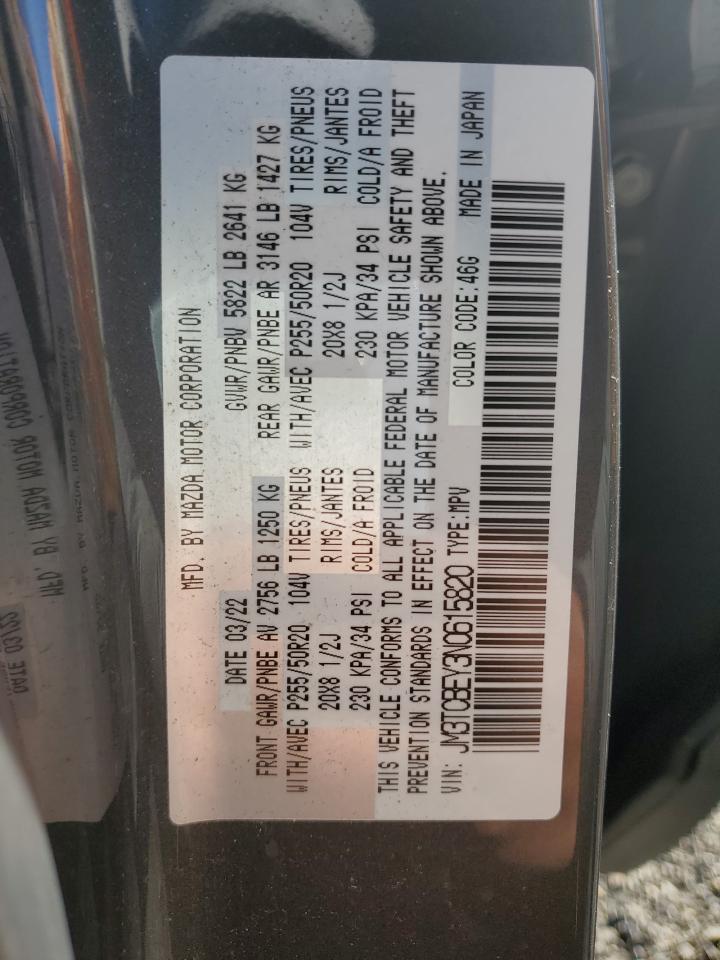 MFD. BY MAZDA MOTOR CORPORATION
DATE 03/22 GVWR/PNBV 5822 LB 2641 KG
FRONT GAWR/PNBE AV 2756 LB 1250 KG REAR GAWR/PNBE AR 3146 LB 1427 KG
WITH/AVEC P255/50R20 104V TIRES/PNEUS WITH/AVEC P255/50R20 104V TIRES/PNEUS
20X8 1/2J RIMS/JANTES 20X8 1/2J RIMS/JANTES
230 KPA/34 PSI COLD/A FROID 230 KPA/34 PSI COLD/A FROID
THIS VEHICLE CONFORMS TO ALL APPLICABLE FEDERAL MOTOR VEHICLE SAFETY AND THEFT
PREVENTION STANDARDS IN EFFECT ON THE DATE OF MANUFACTURE SHOWN ABOVE.
VIN: JM3TCBEY3N0615820 TYPE:MPV COLOR CODE:46G MADE IN JAPAN